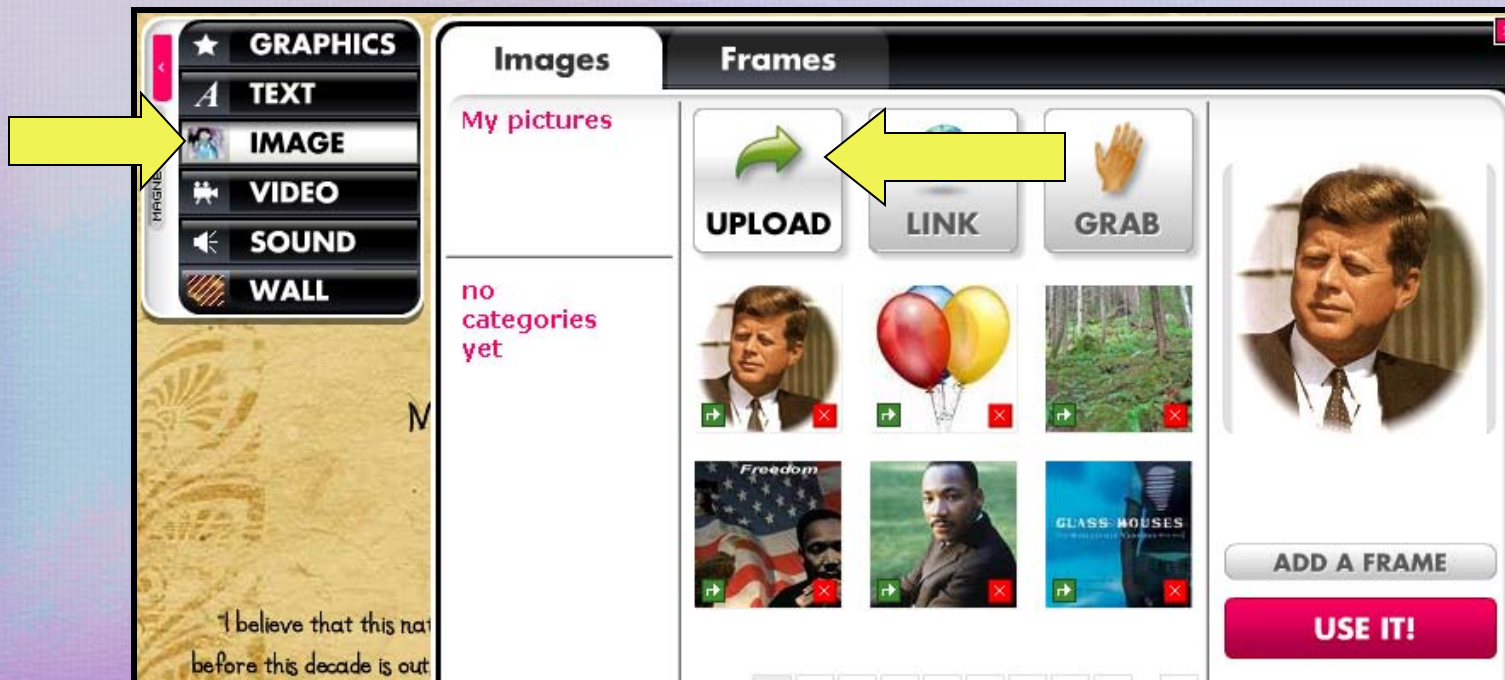 GRAPHICS
TEXT
IMAGE
VIDEO
SOUND
WALL
Images
Frames
My pictures
UPLOAD
LINK
GRAB
no
categories
yet
Freedom
GLASS HOUSES
ADD A FRAME
USE IT!
"I believe that this
before this decade is out